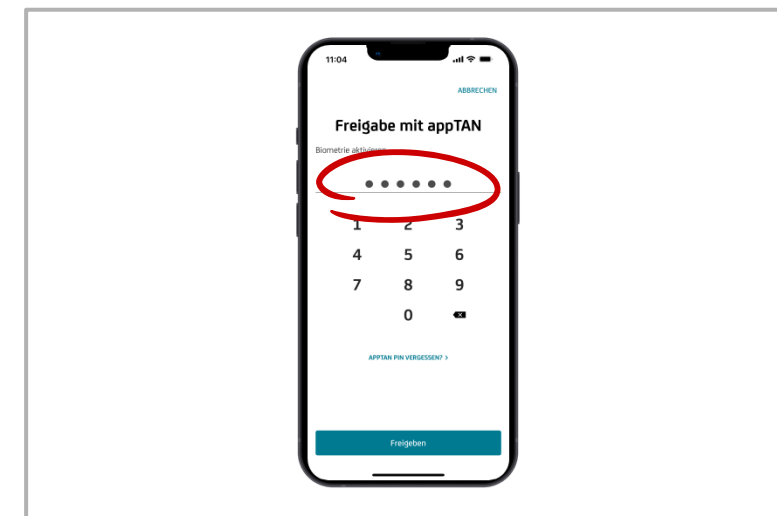 11:04
ABBRECHEN
Freigabe mit appTAN
Biometrie aktivieren
1 2 3
4 5 6
7 8 9
0
APPTAN PIN VERGESSEN? >
Freigeben